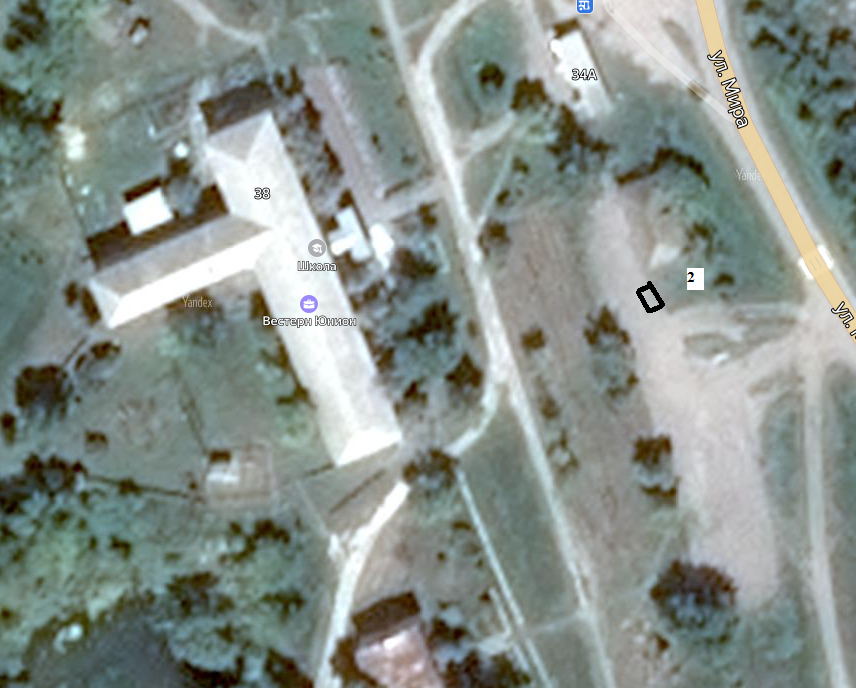 34А
ул. Мира
Yandex
38
Школа
2
Yandex
Вестерн Юнион
ул.